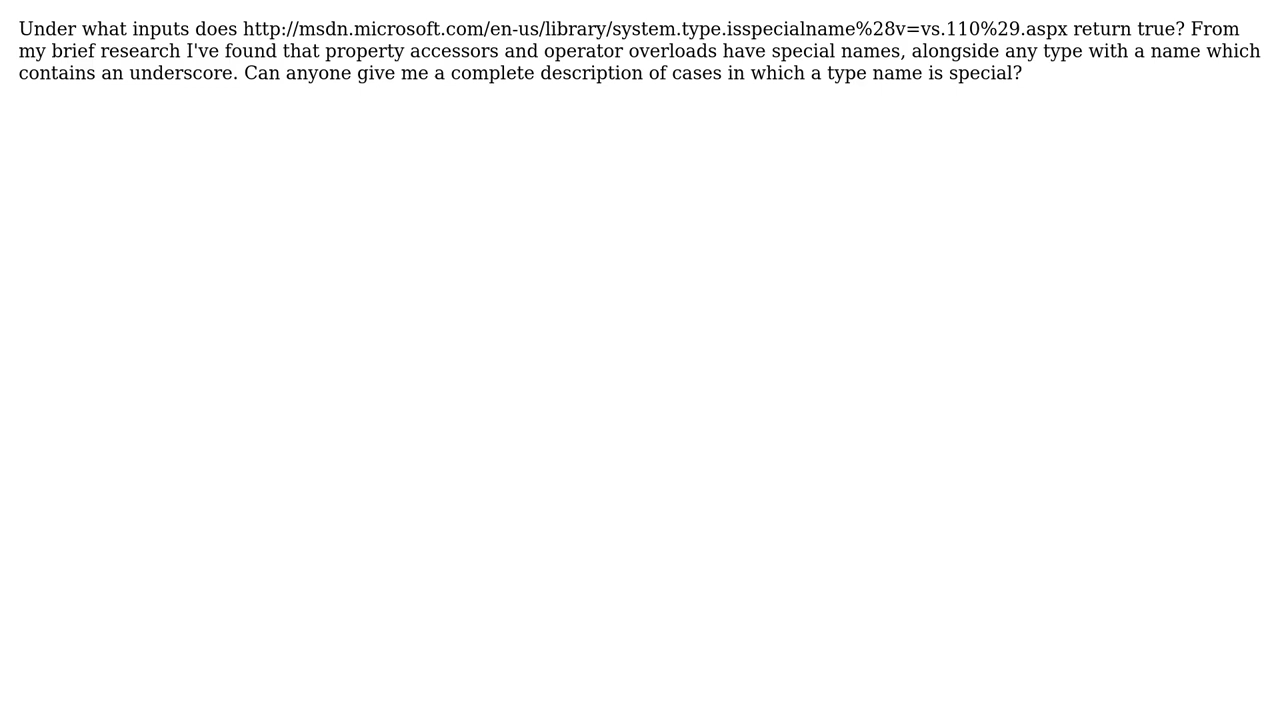 Under what inputs does http://msdn.microsoft.com/en-us/library/system.type.isspecialname%28v=vs.110%29.aspx return true? From
my brief research I've found that property accessors and operator overloads have special names, alongside any type with a name which
contains an underscore. Can anyone give me a complete description of cases in which a type name is special?